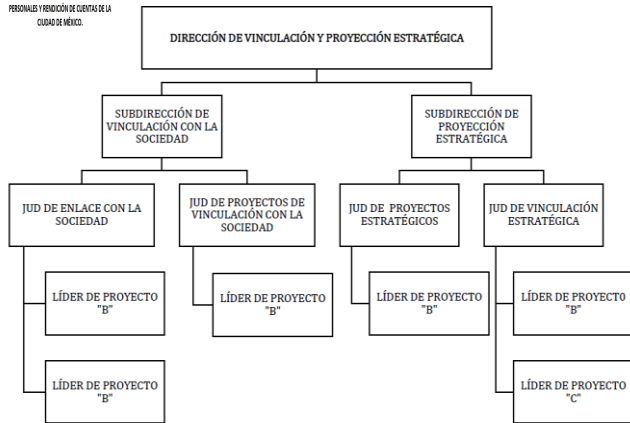 PERSONALES Y RENDICIÓN DE CUENTAS DE LA
CIUDAD DE MÉXICO.
DIRECCIÓN DE VINCULACIÓN Y PROYECCIÓN ESTRATÉGICA
SUBDIRECCIÓN DE
VINCULACIÓN CON LA
SOCIEDAD
SUBDIRECCIÓN DE
PROYECCIÓN
ESTRATÉGICA
JUD DE ENLACE CON LA
SOCIEDAD
JUD DE PROYECTOS DE
VINCULACIÓN CON LA
SOCIEDAD
JUD DE PROYECTOS
ESTRATÉGICOS
JUD DE VINCULACIÓN
ESTRATÉGICA
LÍDER DE PROYECTO
"B"
LÍDER DE PROYECTO
"B"
LÍDER DE PROYECTO
"B"
LÍDER DE PROYECT0
"B"
LÍDER DE PROYECTO
"B"
LÍDER DE PROYECTO
"C"